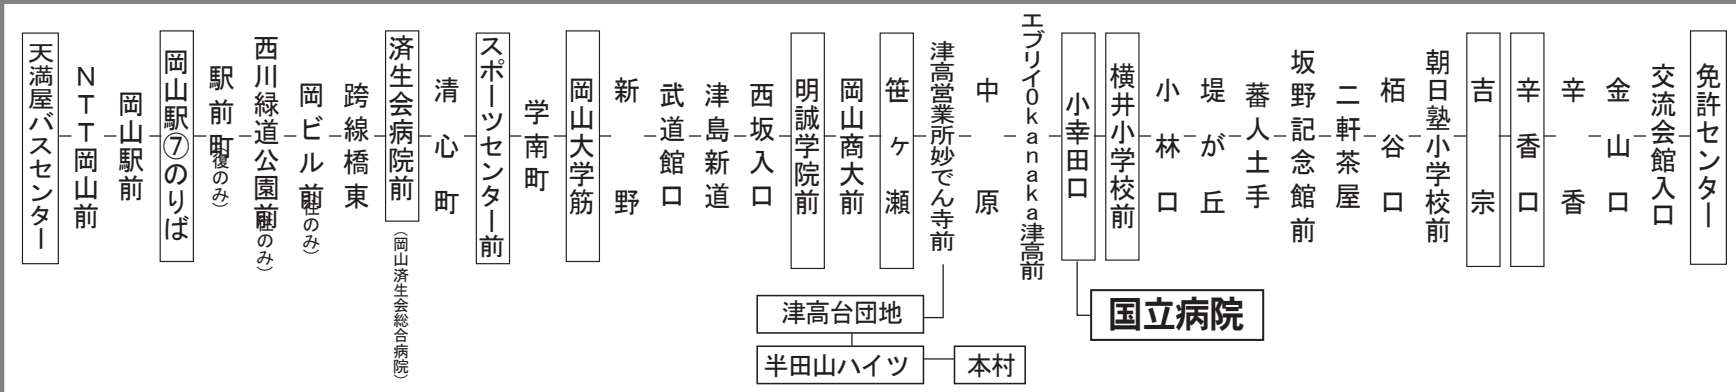 天満屋バスセンター
NTT岡山前
岡山駅前
岡山駅⑦のりば
駅前町
復のみ）
西川緑道公園前
往のみ）
岡ビル前
往のみ）
跨線橋東
済生会病院前
（岡山済生会総合病院）
清心町
スポーツセンター前
学南町
岡山大学筋
新野
武道館口
津島新道
西坂入口
明誠学院前
岡山商大前
笹ヶ瀬
津高営業所妙でん寺前
中原
エブリイOkanaka津高前
小幸田口
横井小学校前
小林口
堤が丘
蕃人土手
坂野記念館前
二軒茶屋
栢谷口
朝日塾小学校前
吉宗
辛香口
辛香
金山口
交流会館入口
免許センター
津高台団地
半田山ハイツ
本村
国立病院